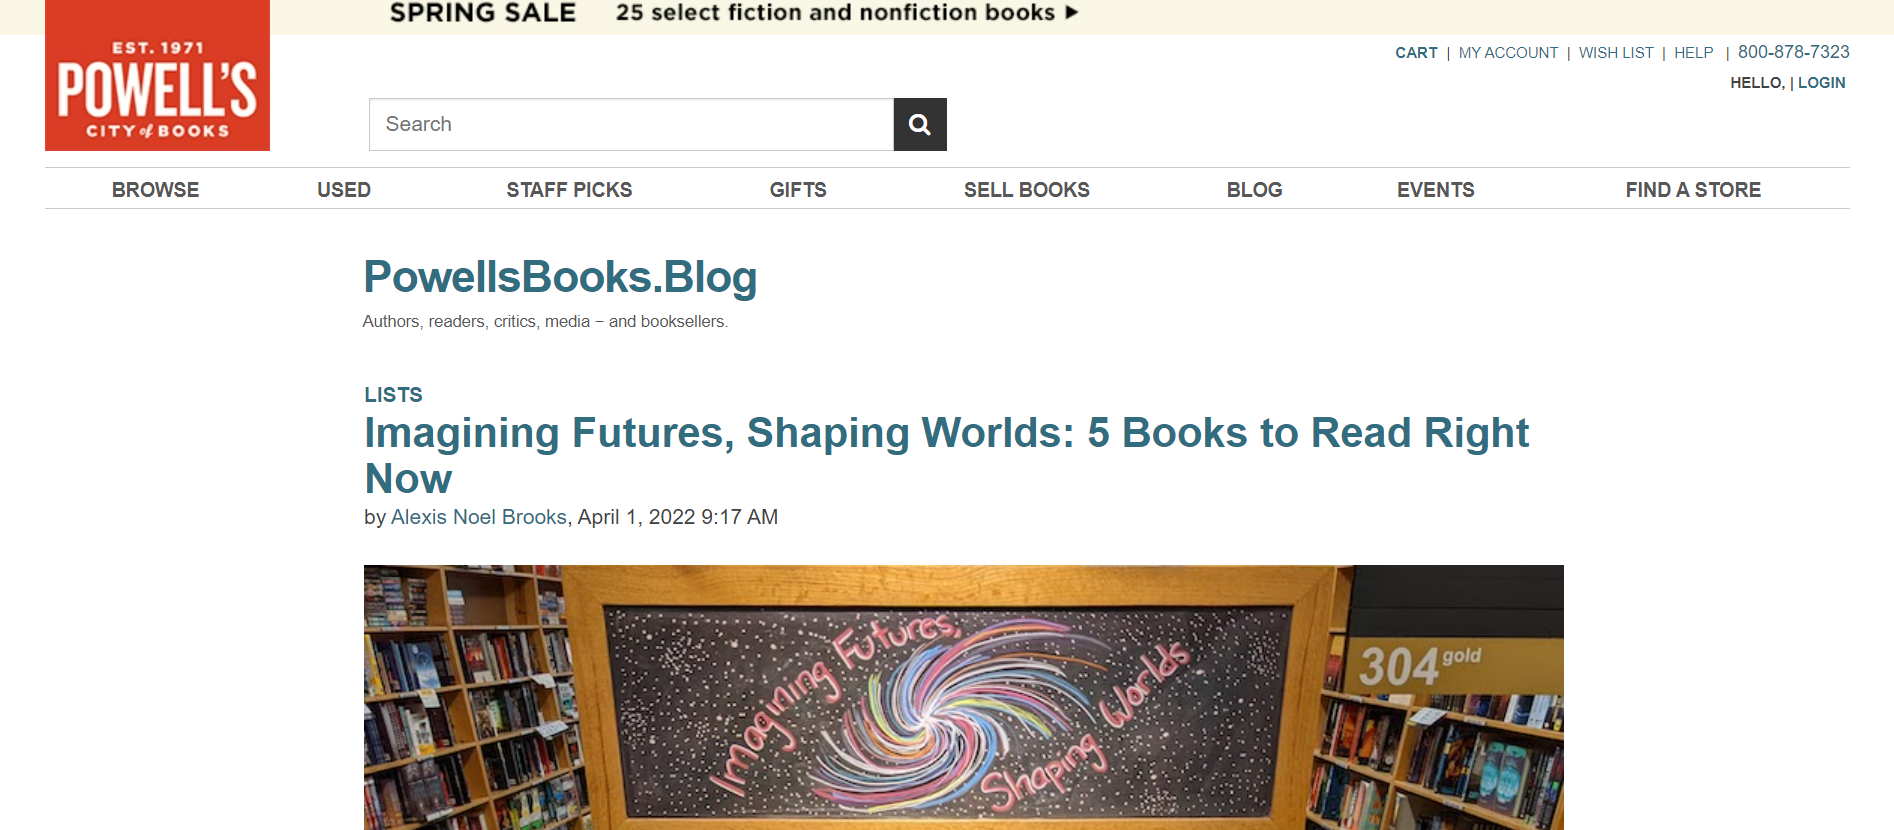 SPRING SALE 25 select fiction and nonfiction books ▶
EST. 1971
POWELL'S
CITY of BOOKS
CART | MY ACCOUNT | WISH LIST | HELP | 800-878-7323
HELLO, | LOGIN
Search
BROWSE USED STAFF PICKS GIFTS SELL BOOKS BLOG EVENTS FIND A STORE
PowellsBooks.Blog
Authors, readers, critics, media − and booksellers.
LISTS
Imagining Futures, Shaping Worlds: 5 Books to Read Right
Now
by Alexis Noel Brooks, April 1, 2022 9:17 AM
Imagining Futures,
Shaping Worlds
304 gold